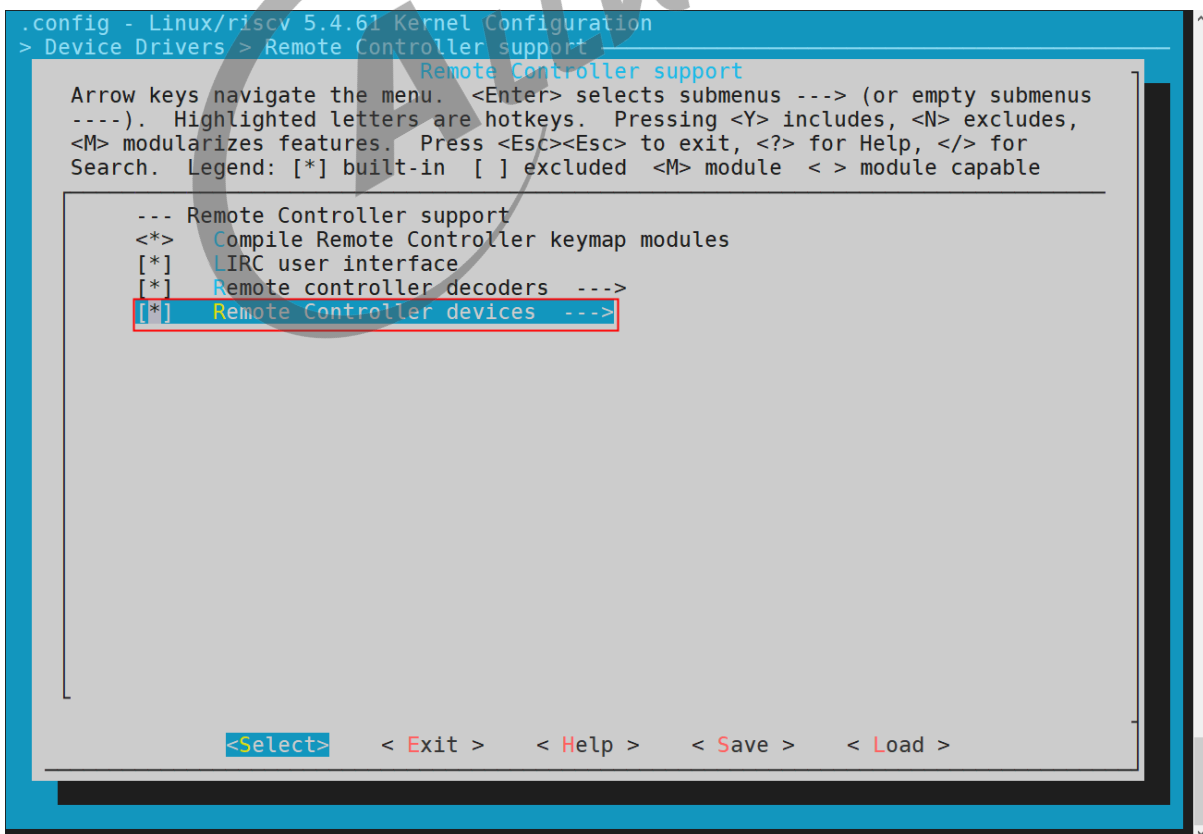 .config - Linux/riscv 5.4.61 Kernel Configuration
> Device Drivers > Remote Controller support
Remote Controller support
Arrow keys navigate the menu.  <Enter> selects submenus ---> (or empty submenus
----).  Highlighted letters are hotkeys.  Pressing <Y> includes, <N> excludes,
<M> modularizes features.  Press <Esc><Esc> to exit, <?> for Help, </> for
Search.  Legend: [*] built-in  [ ] excluded  <M> module  < > module capable
--- Remote Controller support
<*>   Compile Remote Controller keymap modules
[*]   LIRC user interface
[*]   Remote controller decoders  --->
[*]   Remote Controller devices  --->
<Select>    < Exit >    < Help >    < Save >    < Load >